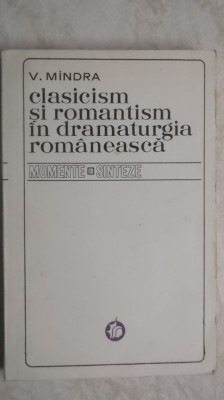 V. MÎNDRA
clasicism
și romantism
în dramaturgia
românească
MOMENTE SINTEZE